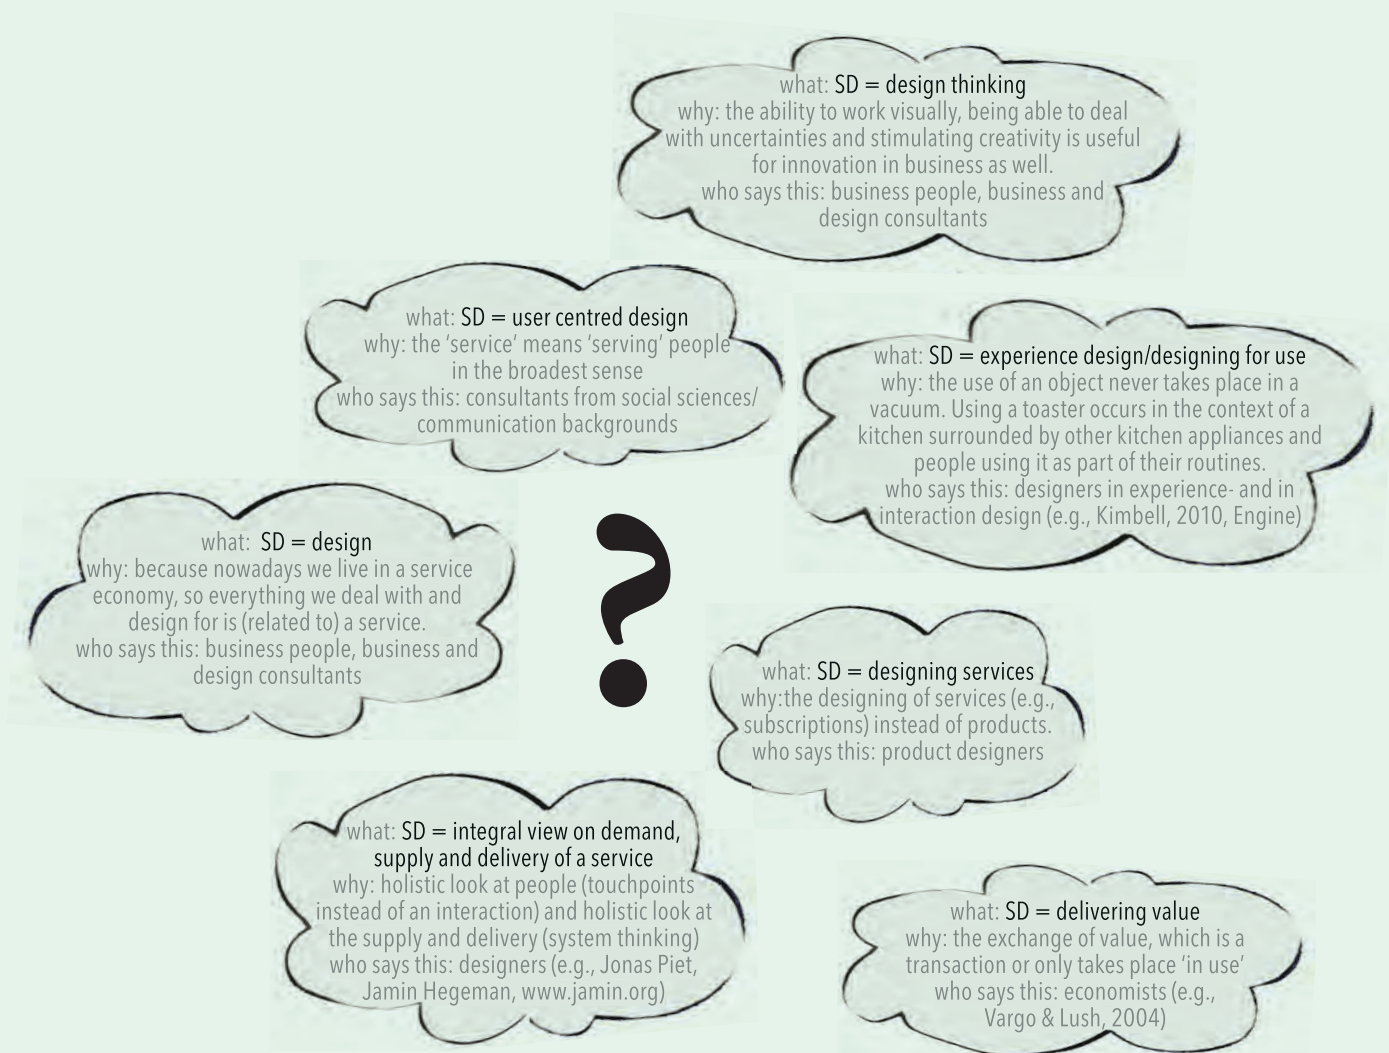 what: SD = design thinking
why: the ability to work visually, being able to deal
with uncertainties and stimulating creativity is useful
for innovation in business as well.
who says this: business people, business and
design consultants
what: SD = user centred design
why: the ‘service’ means ‘serving’ people
in the broadest sense
who says this: consultants from social sciences/
communication backgrounds
what: SD = experience design/designing for use
why: the use of an object never takes place in a
vacuum. Using a toaster occurs in the context of a
kitchen surrounded by other kitchen appliances and
people using it as part of their routines.
who says this: designers in experience- and in
interaction design (e.g., Kimbell, 2010, Engine)
what: SD = design
why: because nowadays we live in a service
economy, so everything we deal with and
design for is (related to) a service.
who says this: business people, business and
design consultants
?
what: SD = designing services
why:the designing of services (e.g.,
subscriptions) instead of products.
who says this: product designers
what: SD = integral view on demand,
supply and delivery of a service
why: holistic look at people (touchpoints
instead of an interaction) and holistic look at
the supply and delivery (system thinking)
who says this: designers (e.g., Jonas Piet,
Jamin Hegeman, www.jamin.org)
what: SD = delivering value
why: the exchange of value, which is a
transaction or only takes place ‘in use’
who says this: economists (e.g.,
Vargo & Lush, 2004)